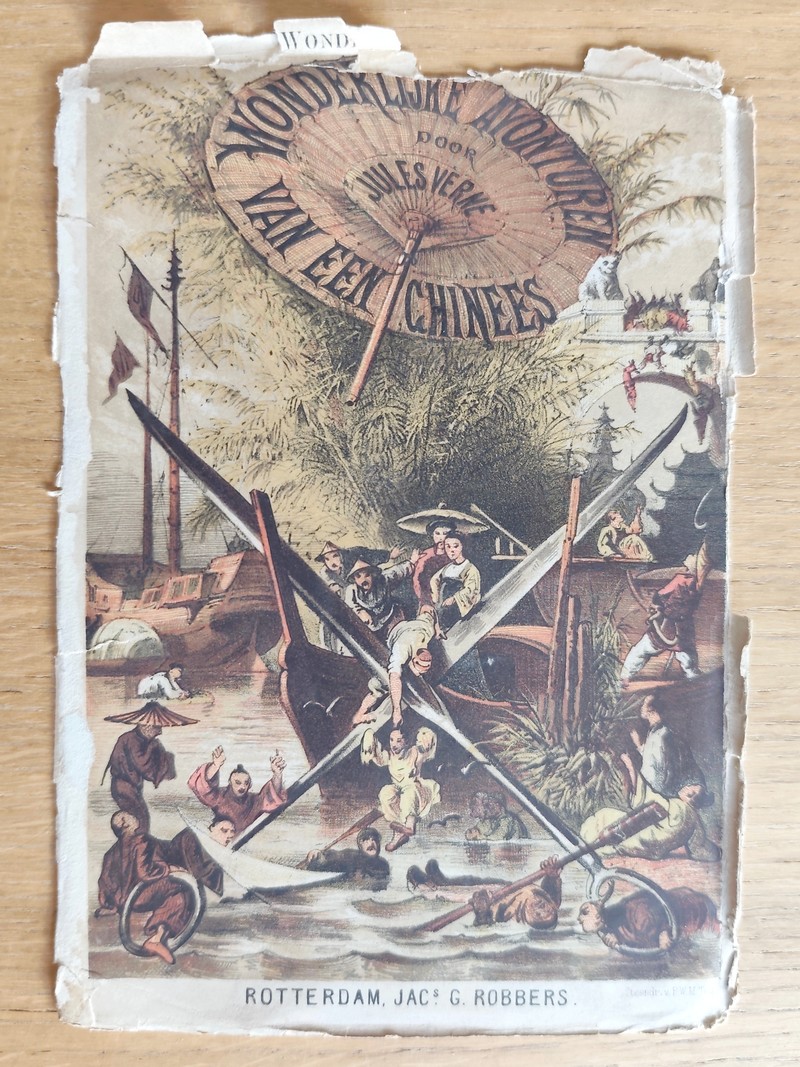 WOND
WONDERLIJKE AVONTUREN
DOOR
JULES VERNE
VAN EEN CHINEES
ROTTERDAM, JACS. G. ROBBERS.